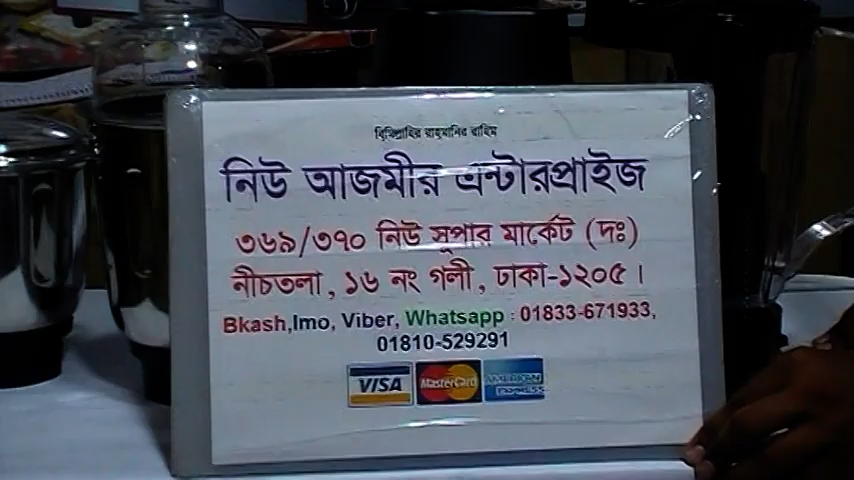 বিসমিল্লাহির রাহমানির রাহিম
নিউ আজমীর এন্টারপ্রাইজ
৩৬৯/৩৭০ নিউ সুপার মার্কেট (দঃ)
নীচতলা, ১৬ নং গলী, ঢাকা-১২০৫।
Bkash,Imo, Viber, Whatsapp : 01833-671933,
01810-529291
VISA MasterCard AMERICAN EXPRESS